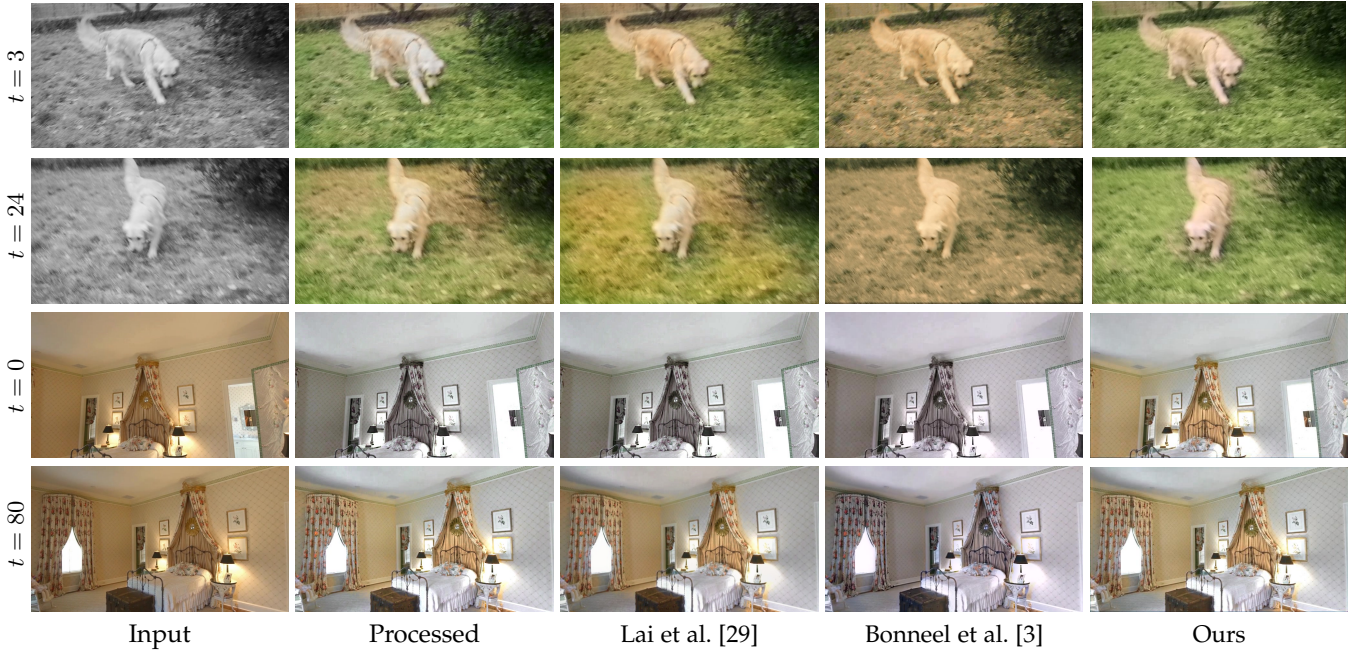 t = 3
t = 24
t = 0
t = 80
Input Processed Lai et al. [29] Bonneel et al. [3] Ours